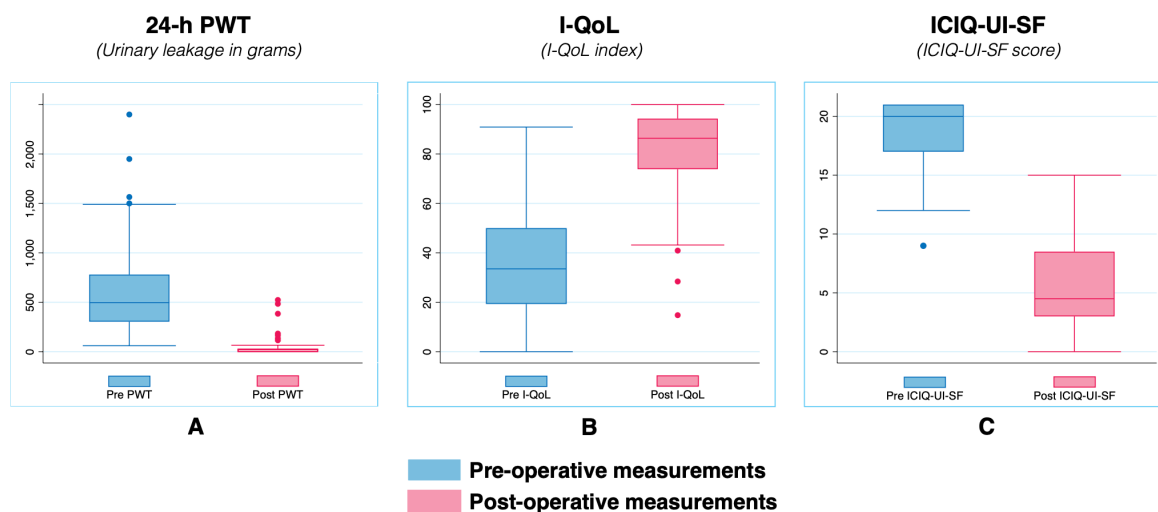 24-h PWT
(Urinary leakage in grams)
2,000
1,500
1,000
500
0
Pre PWT
Post PWT
A
I-QoL
(I-QoL index)
100
80
60
40
20
0
Pre I-QoL
Post I-QoL
B
ICIQ-UI-SF
(ICIQ-UI-SF score)
20
15
10
5
0
Pre ICIQ-UI-SF
Post ICIQ-UI-SF
C
Pre-operative measurements
Post-operative measurements